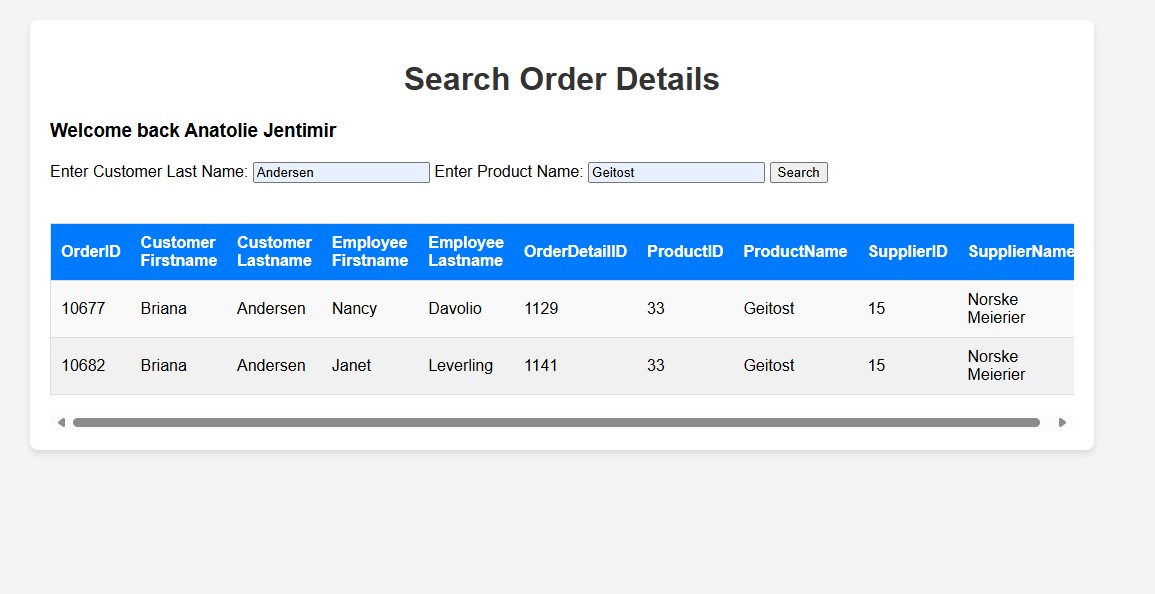 Search Order Details
Welcome back Anatolie Jentimir
Enter Customer Last Name: Andersen Enter Product Name: Geitost Search
OrderID Customer Firstname Customer Lastname Employee Firstname Employee Lastname OrderDetailID ProductID ProductName SupplierID SupplierName
10677 Briana Andersen Nancy Davolio 1129 33 Geitost 15 Norske Meierier
10682 Briana Andersen Janet Leverling 1141 33 Geitost 15 Norske Meierier